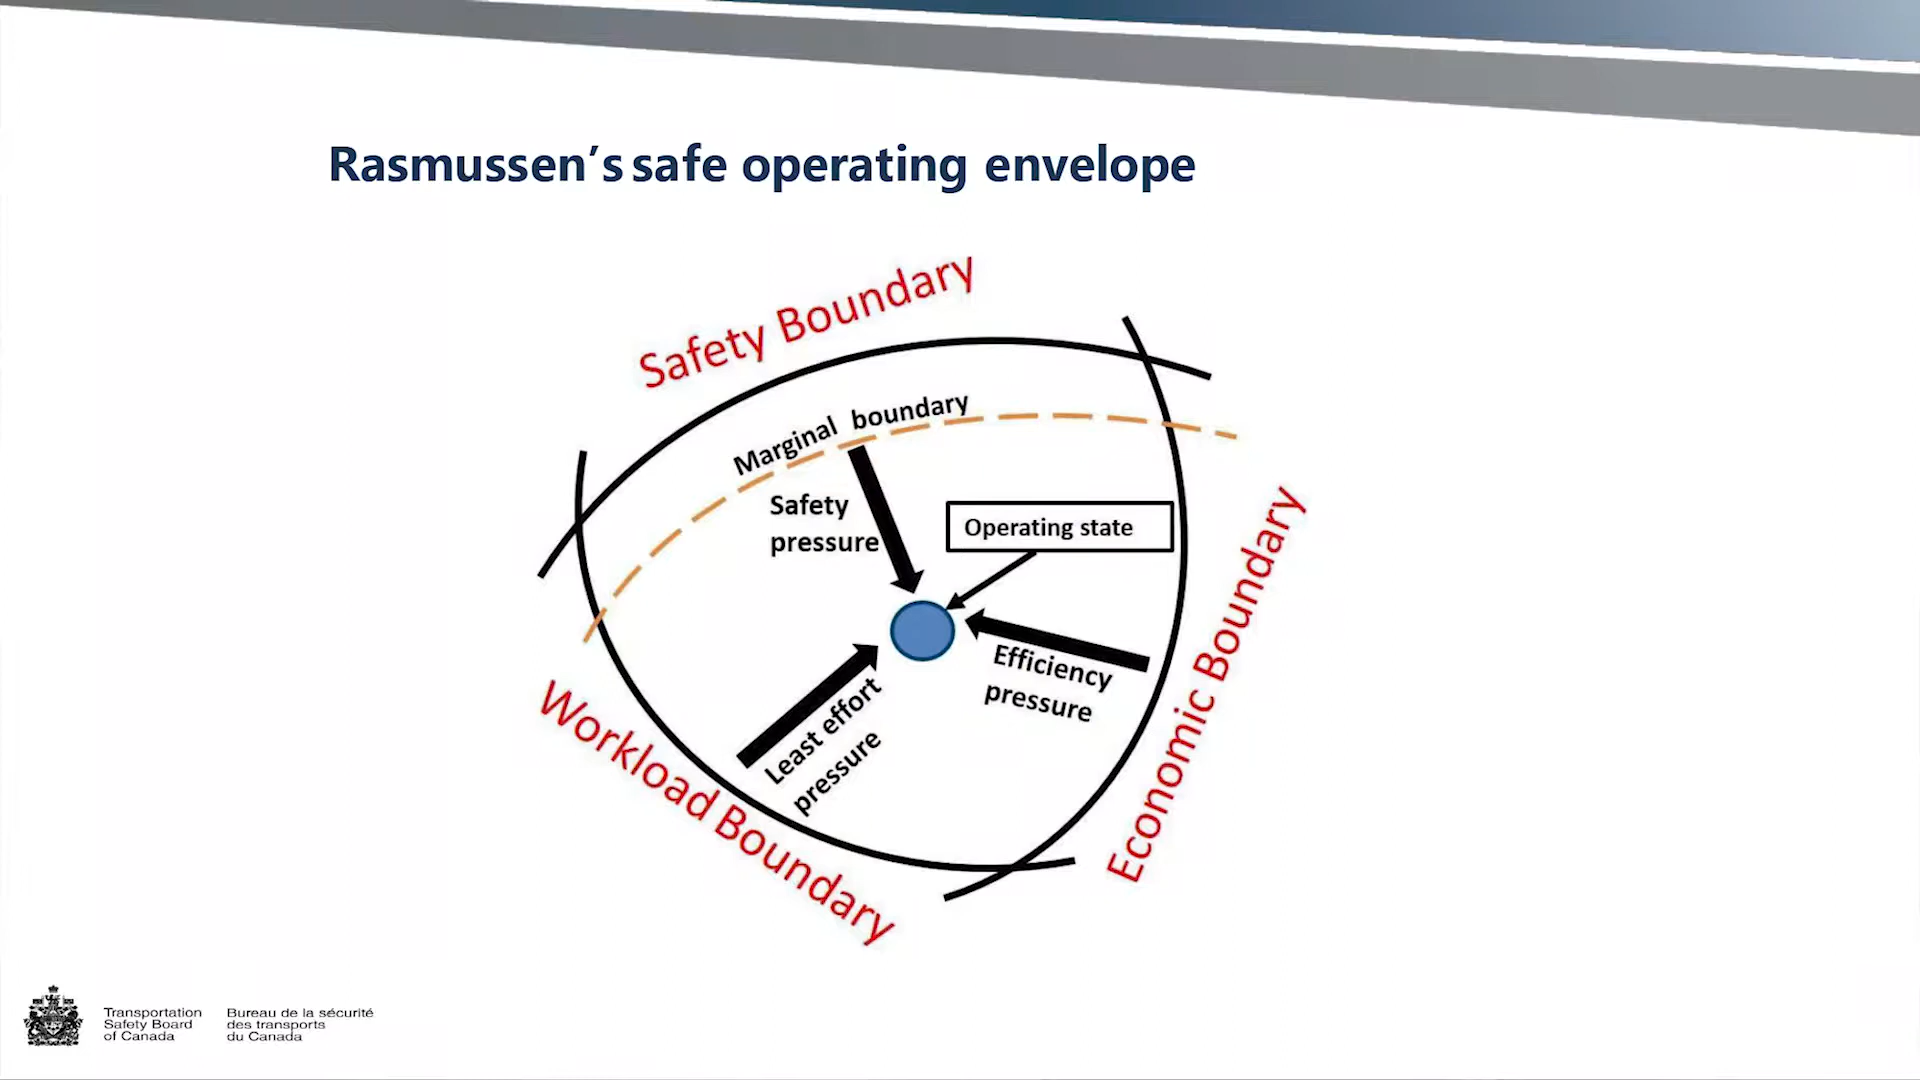 Rasmussen’s safe operating envelope
Safety Boundary
Marginal boundary
Safety
pressure
Operating state
Efficiency
pressure
Least effort
pressure
Workload Boundary
Economic Boundary
Transportation
Safety Board
of Canada
Bureau de la sécurité
des transports
du Canada